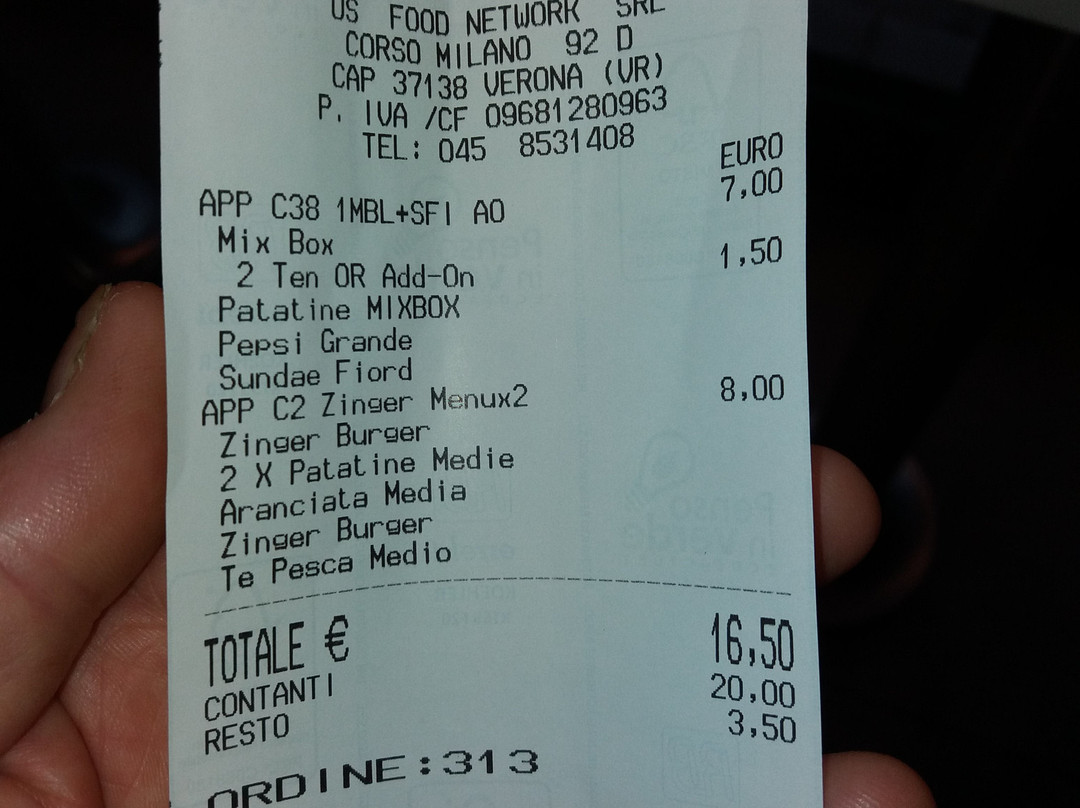 US FOOD NETWORK SRL
CORSO MILANO 92 D
CAP 37138 VERONA (VR)
P. IVA /CF 09681280963
TEL: 045 8531408
EURO
APP C38 1MBL+SFI AO 7,00
Mix Box
2 Ten OR Add-On 1,50
Patatine MIXBOX
Pepsi Grande
Sundae Fiord
APP C2 Zinger Menux2 8,00
Zinger Burger
2 X Patatine Medie
Aranciata Media
Zinger Burger
Te Pesca Medio
TOTALE € 16,50
CONTANTI 20,00
RESTO 3,50
ORDINE:313